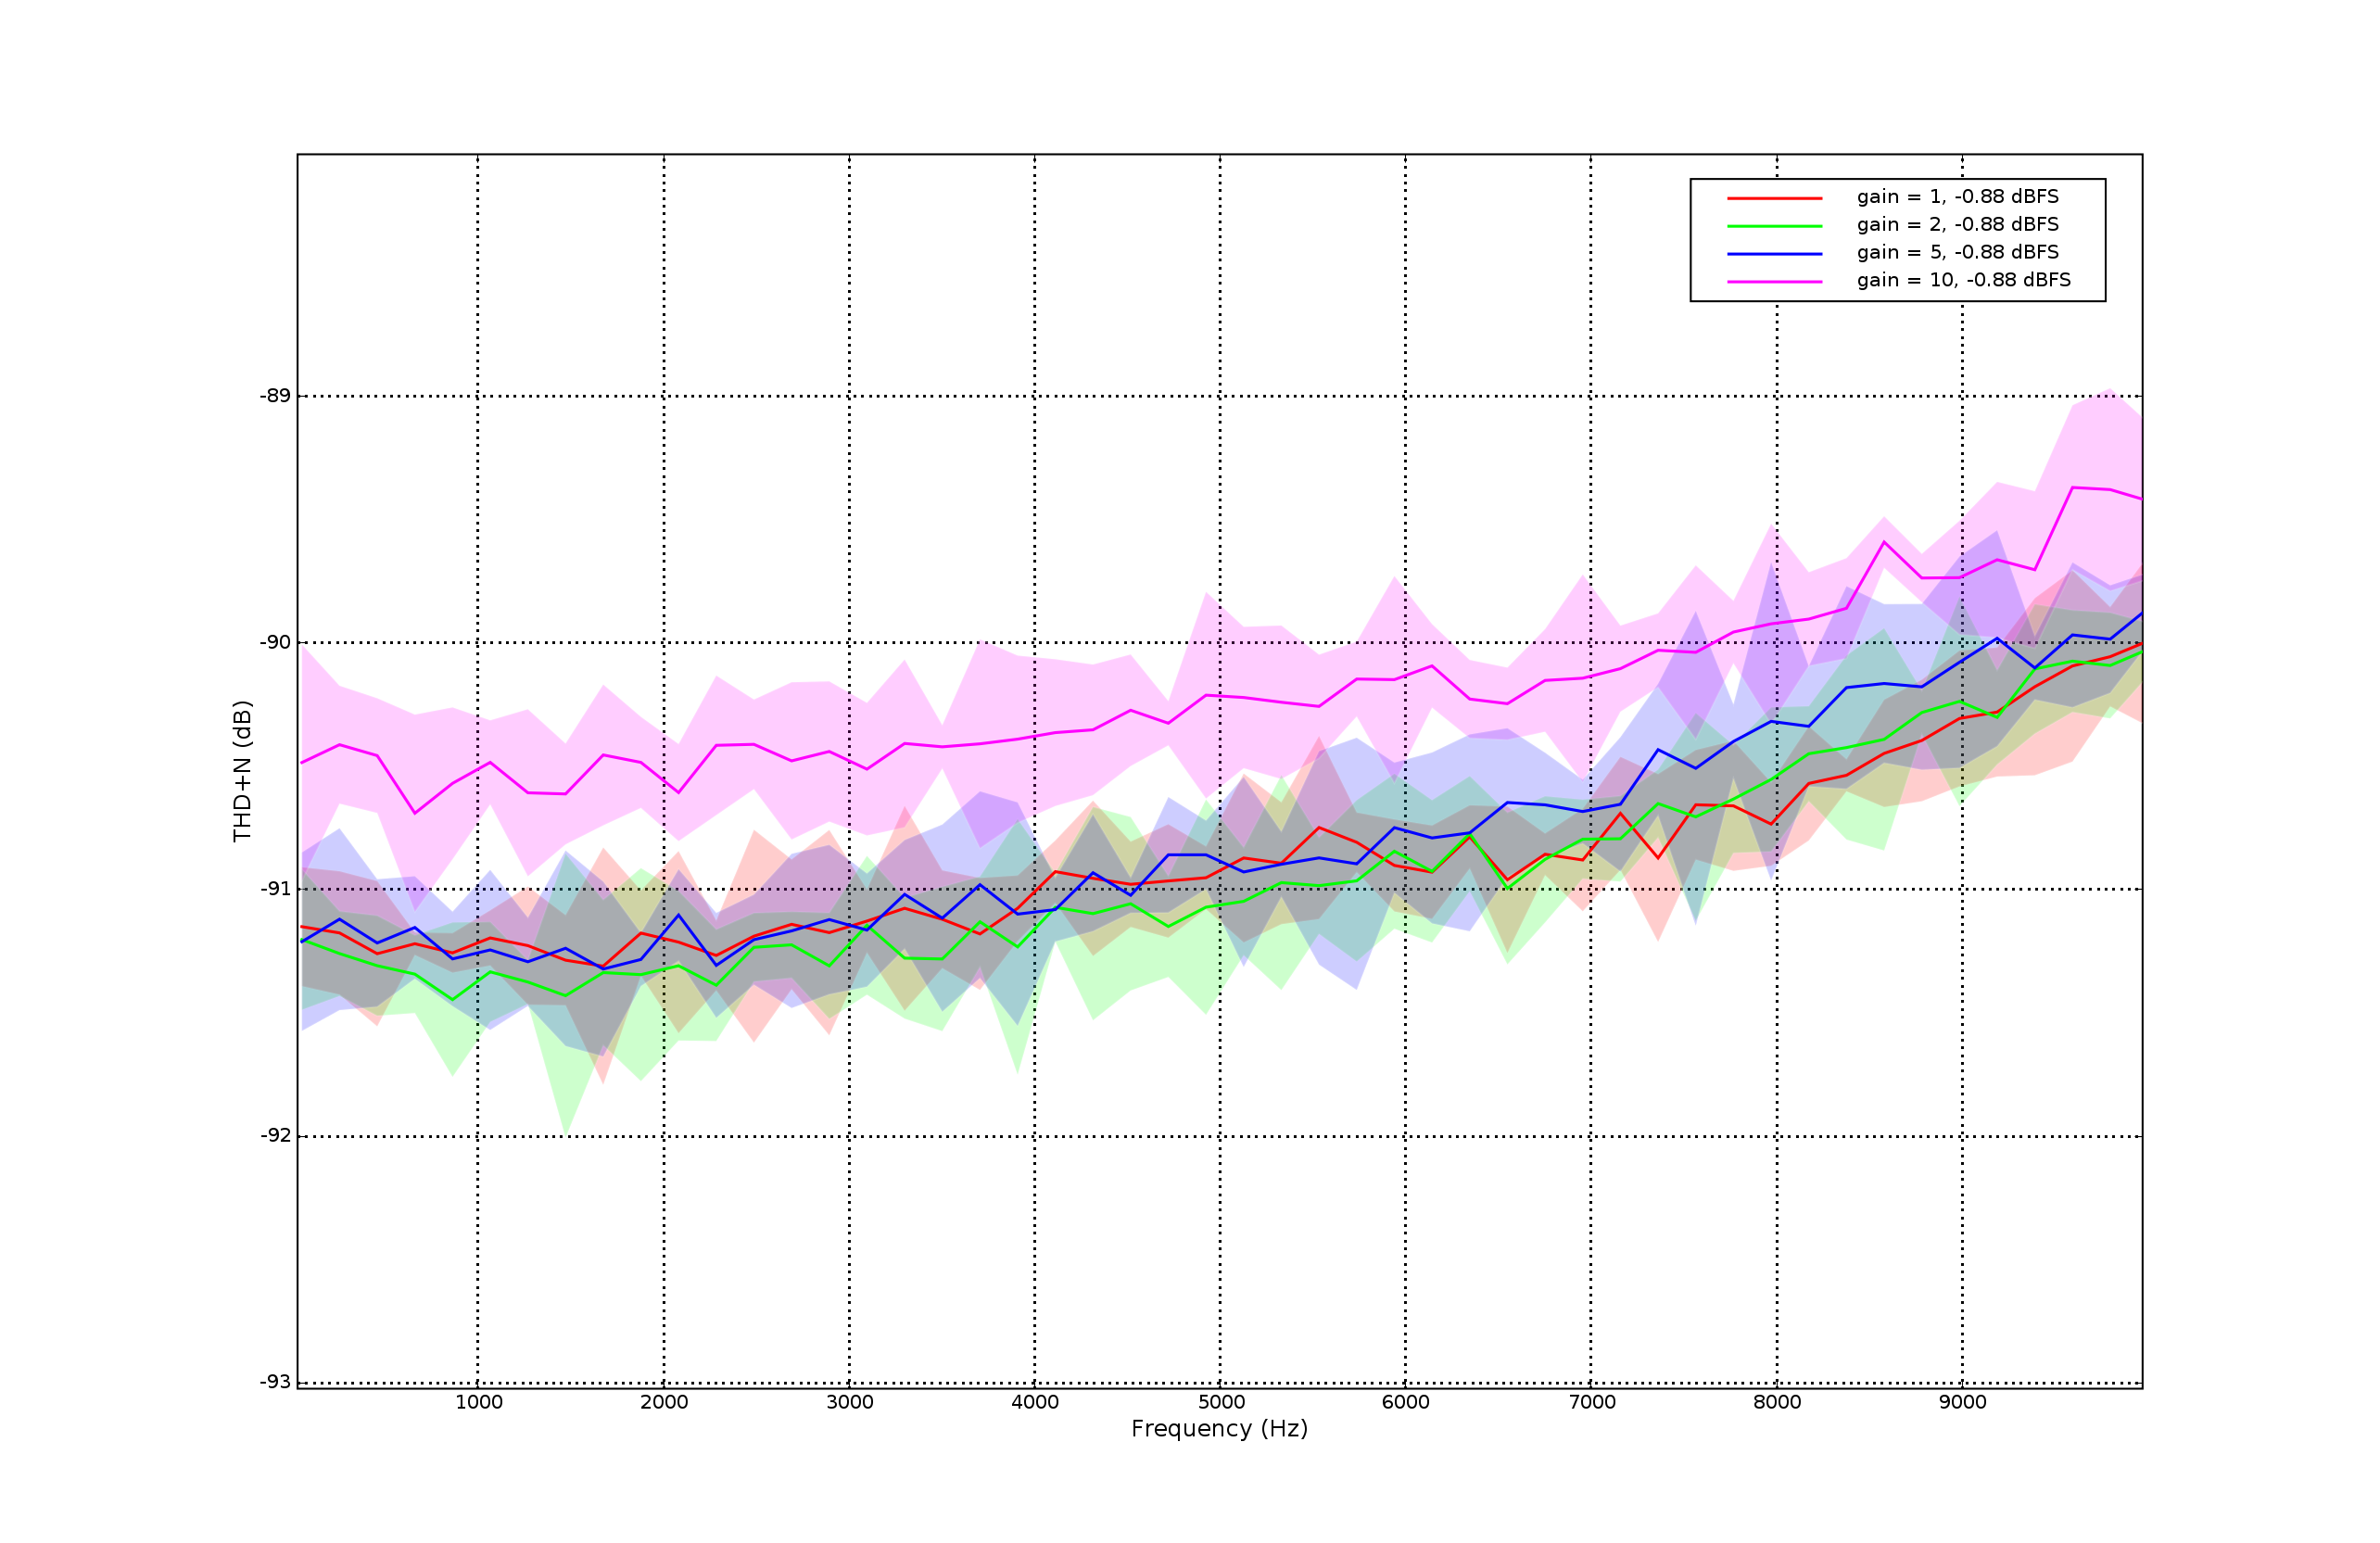 gain = 1, -0.88 dBFS
gain = 2, -0.88 dBFS
gain = 5, -0.88 dBFS
gain = 10, -0.88 dBFS
-89
-90
-91
-92
-93
THD+N (dB)
1000 2000 3000 4000 5000 6000 7000 8000 9000
Frequency (Hz)